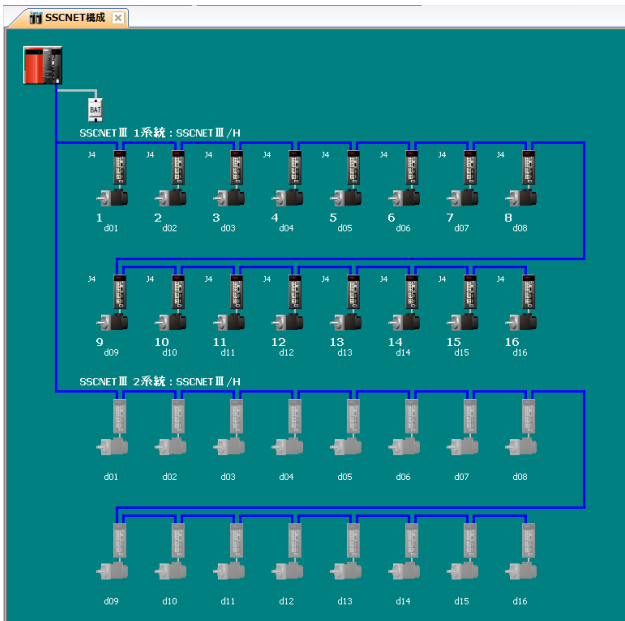 SSCNET構成
BAT
SSCNETⅢ 1系統 : SSCNETⅢ/H
J4 J4 J4 J4 J4 J4 J4 J4
1 2 3 4 5 6 7 8
d01 d02 d03 d04 d05 d06 d07 d08
J4 J4 J4 J4 J4 J4 J4 J4
9 10 11 12 13 14 15 16
d09 d10 d11 d12 d13 d14 d15 d16
SSCNETⅢ 2系統 : SSCNETⅢ/H
d01 d02 d03 d04 d05 d06 d07 d08
d09 d10 d11 d12 d13 d14 d15 d16